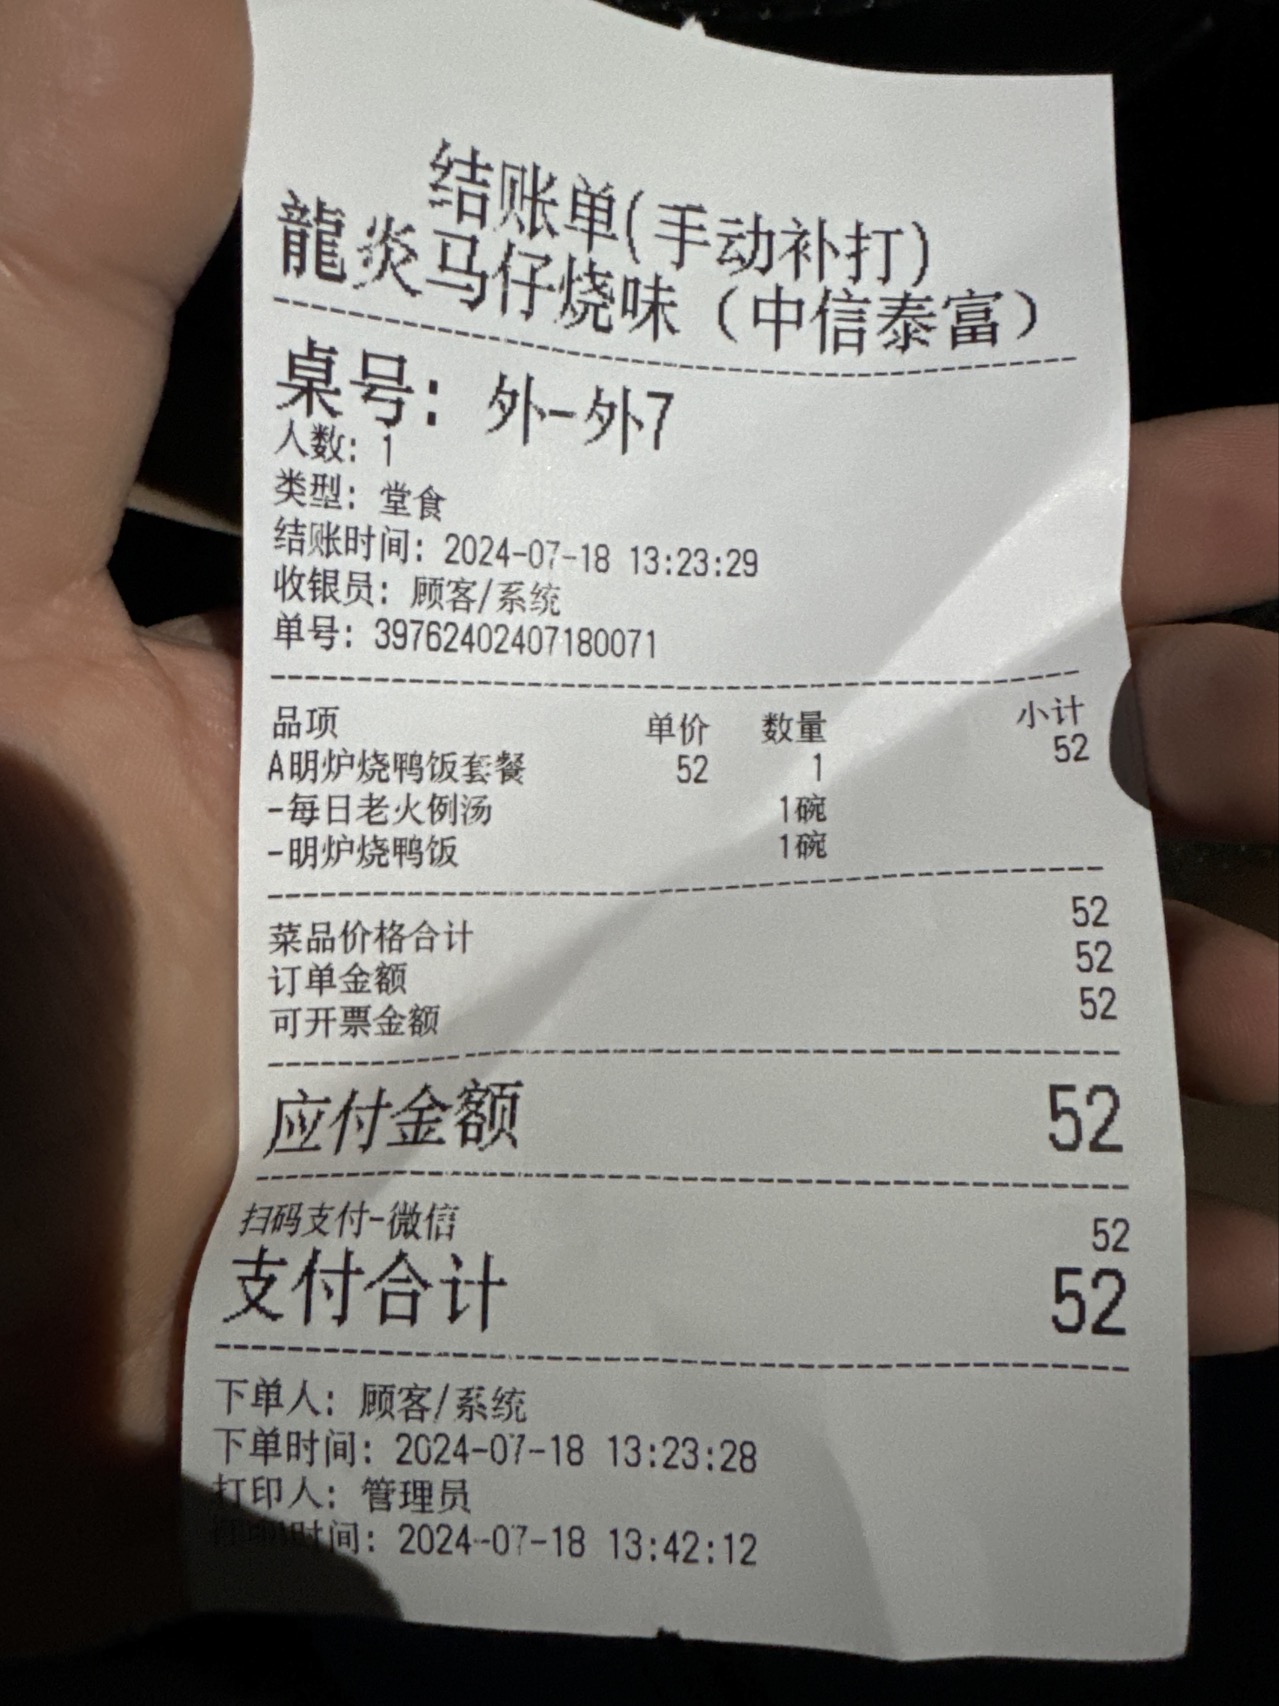 结账单(手动补打)
龍炎马仔烧味（中信泰富）
桌号：外-外7
人数：1
类型：堂食
结账时间：2024-07-18 13:23:29
收银员：顾客/系统
单号：39762402407180071
品项 单价 数量 小计
A明炉烧鸭饭套餐 52 1 52
-每日老火例汤 1碗
-明炉烧鸭饭 1碗
菜品价格合计 52
订单金额 52
可开票金额 52
应付金额 52
扫码支付-微信 52
支付合计 52
下单人：顾客/系统
下单时间：2024-07-18 13:23:28
打印人：管理员
打印时间：2024-07-18 13:42:12